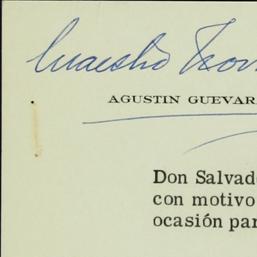 Maestro
AGUSTIN GUEVAR
Don Salvad
con motivo
ocasión par